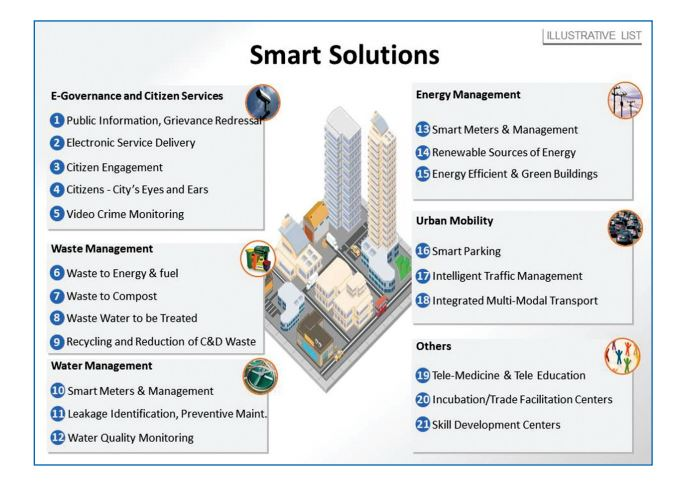 ILLUSTRATIVE LIST
Smart Solutions
E-Governance and Citizen Services
1 Public Information, Grievance Redressal
2 Electronic Service Delivery
3 Citizen Engagement
4 Citizens - City's Eyes and Ears
5 Video Crime Monitoring
Waste Management
6 Waste to Energy & fuel
7 Waste to Compost
8 Waste Water to be Treated
9 Recycling and Reduction of C&D Waste
Water Management
10 Smart Meters & Management
11 Leakage Identification, Preventive Maint.
12 Water Quality Monitoring
Energy Management
13 Smart Meters & Management
14 Renewable Sources of Energy
15 Energy Efficient & Green Buildings
Urban Mobility
16 Smart Parking
17 Intelligent Traffic Management
18 Integrated Multi-Modal Transport
Others
19 Tele-Medicine & Tele Education
20 Incubation/Trade Facilitation Centers
21 Skill Development Centers